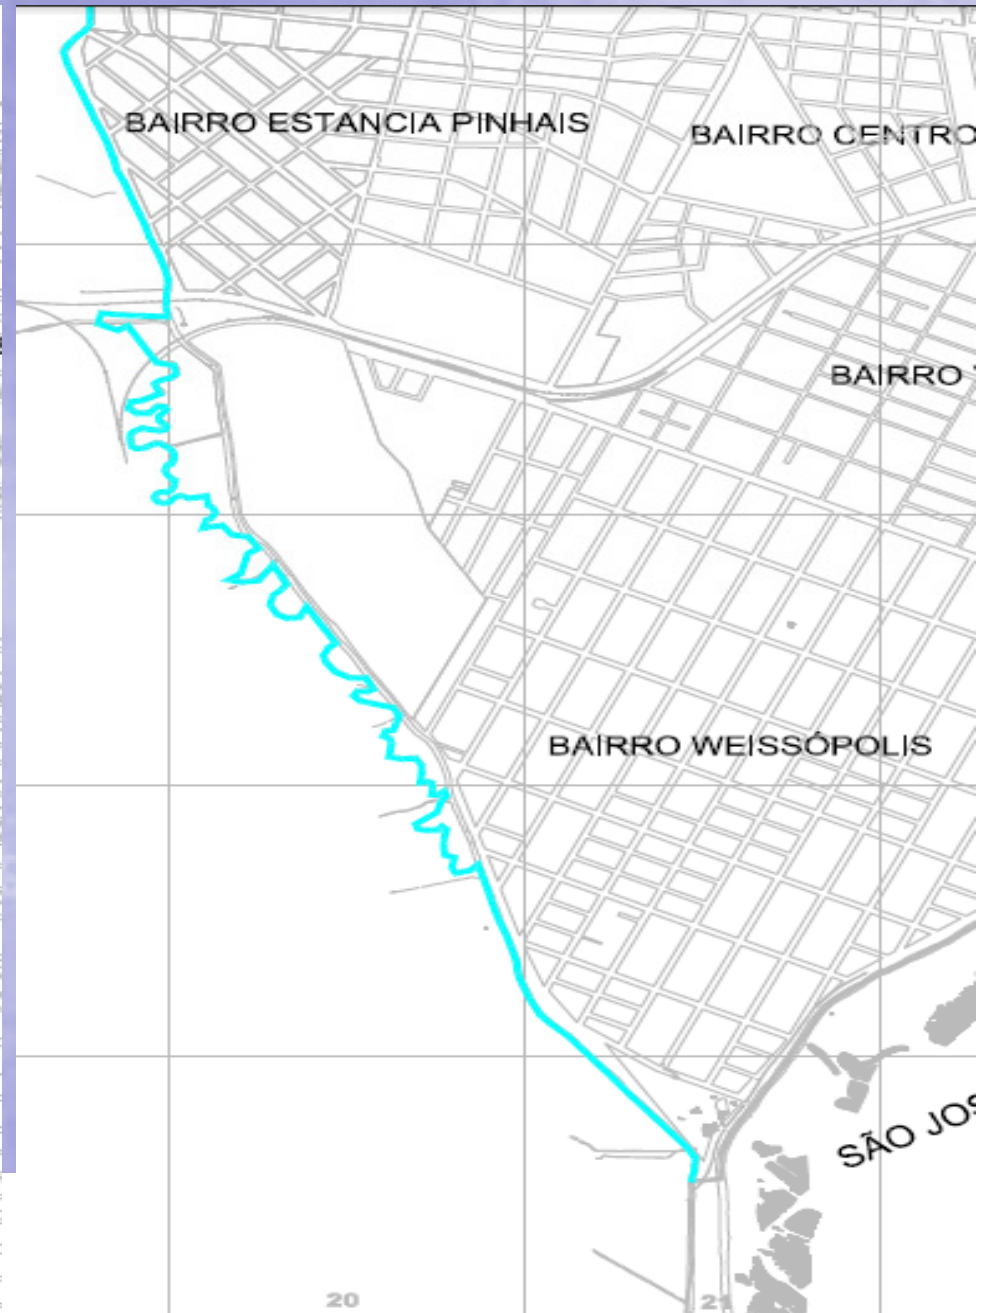 BAIRRO ESTANCIA PINHAIS
BAIRRO CENTRO
BAIRRO
BAIRRO WEISSÓPOLIS
SÃO JOS
20
21